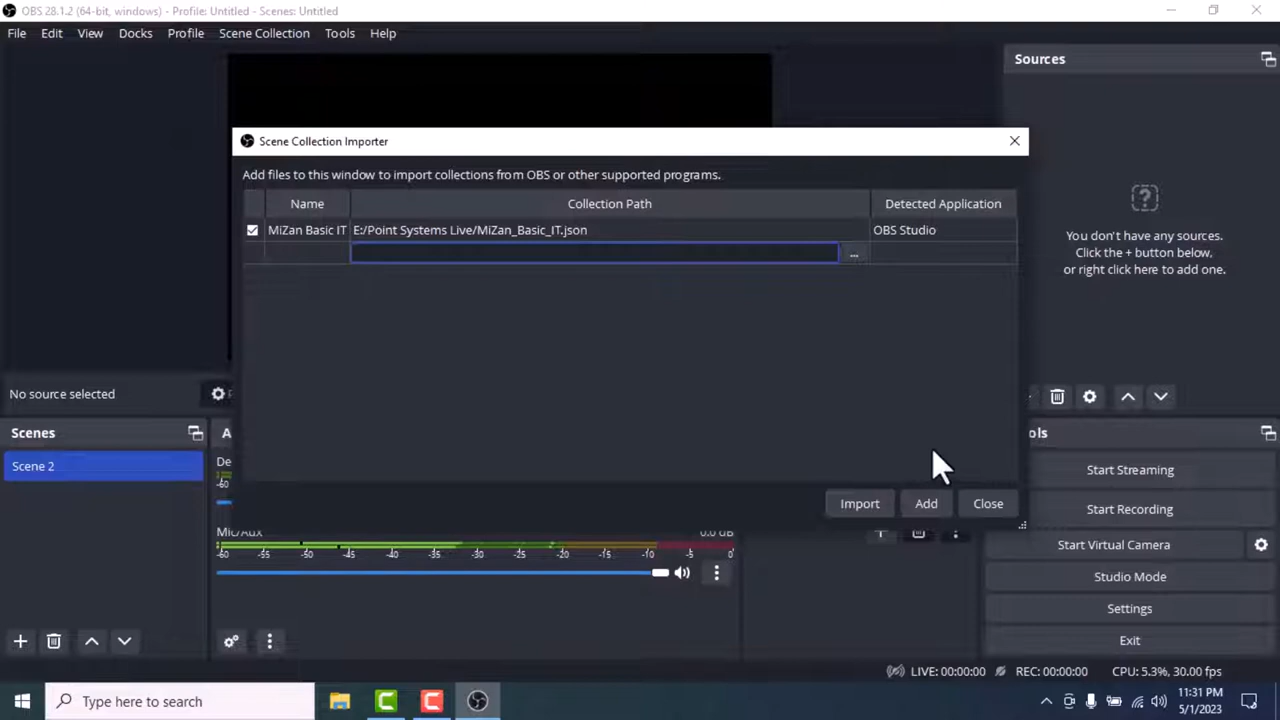 OBS 28.1.2 (64-bit, windows) - Profile: Untitled - Scenes: Untitled
File Edit View Docks Profile Scene Collection Tools Help
Sources
Scene Collection Importer
Add files to this window to import collections from OBS or other supported programs.
Name Collection Path Detected Application
MiZan Basic IT E:/Point Systems Live/MiZan_Basic_IT.json OBS Studio
...
You don't have any sources.
Click the + button below,
or right click here to add one.
No source selected
Scenes
Scene 2
De
-60
Import Add Close
Mic/Aux 0.0 dB
-60 -55 -50 -45 -40 -35 -30 -25 -20 -15 -10 -5 0
ols
Start Streaming
Start Recording
Start Virtual Camera
Studio Mode
Settings
Exit
LIVE: 00:00:00 REC: 00:00:00 CPU: 5.3%, 30.00 fps
Type here to search
11:31 PM
5/1/2023